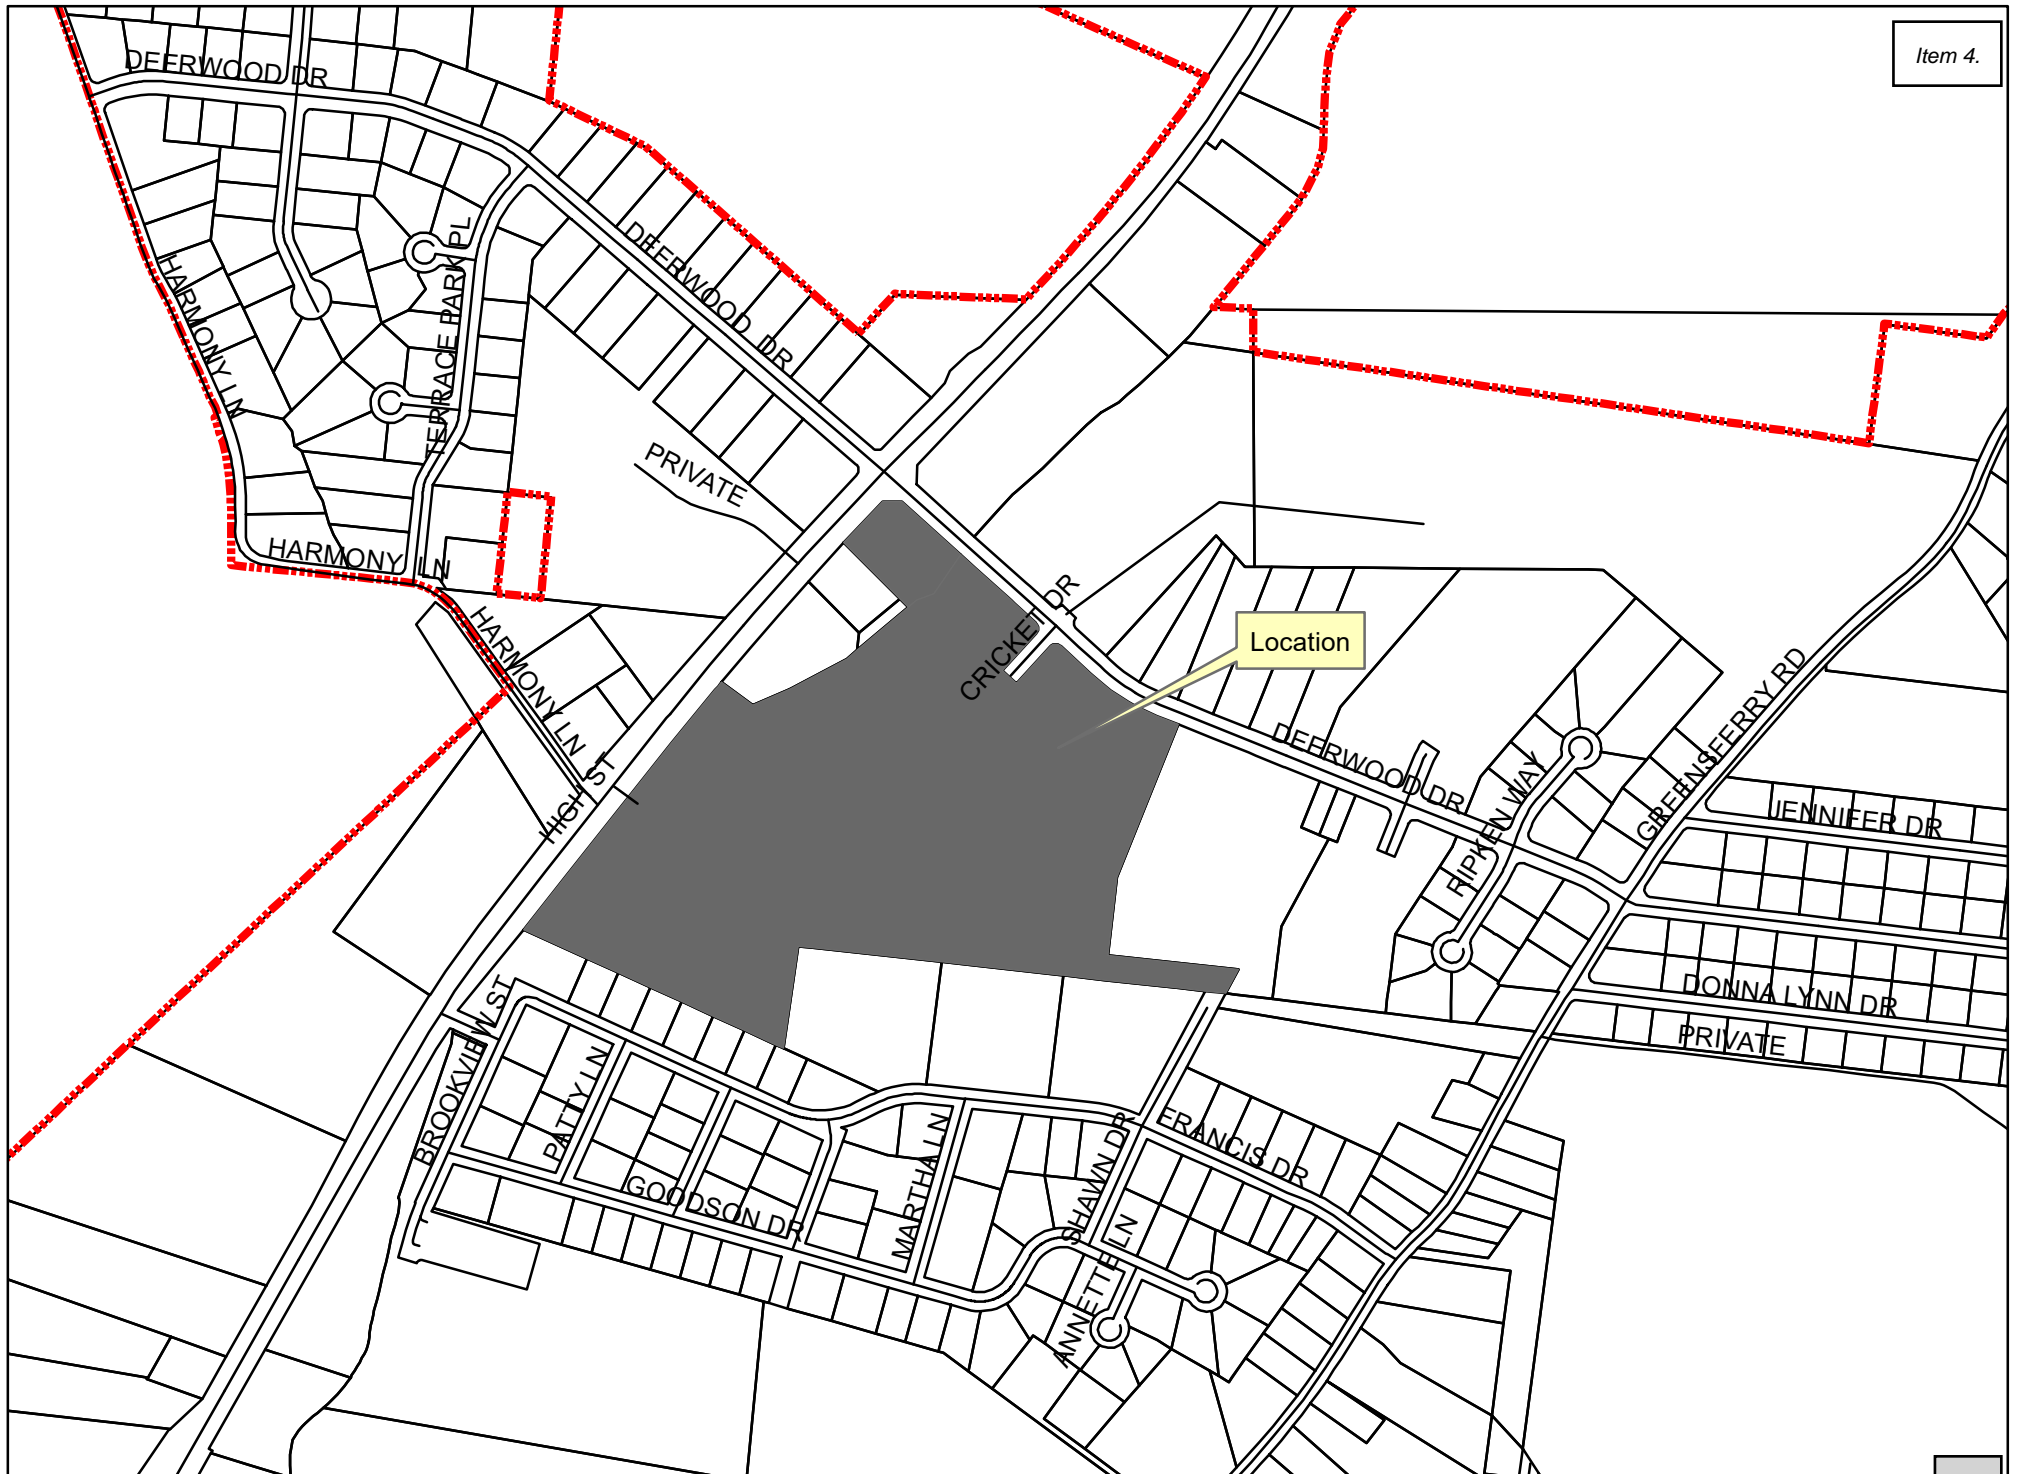 Item 4.
DEERWOOD DR
TERRACE PARK PL
HARMONY LN
DEERWOOD DR
PRIVATE
HARMONY LN
HARMONY LN
CRICKET DR
Location
HIGH ST
DEERWOOD DR
RIPKEN WAY
GREENSFERRY RD
JENNIFER DR
DONNA LYNN DR
PRIVATE
BROOKVIEW ST
PATTY LN
GOODSON DR
MARTHA LN
SHAWN DR
FRANCIS DR
ANNETTE LN